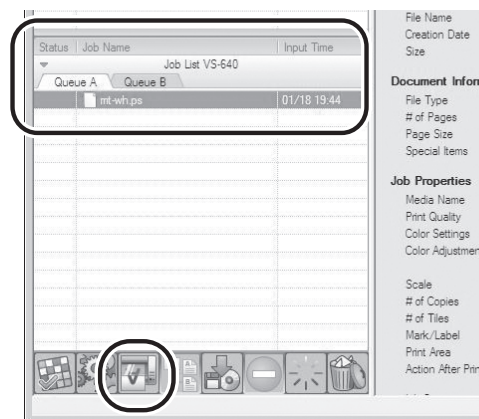 Status Job Name Input Time
Job List VS-640
Queue A Queue B
mt-wh.ps 01/18 19:44
File Name
Creation Date
Size
Document Infor
File Type
# of Pages
Page Size
Special Items
Job Properties
Media Name
Print Quality
Color Settings
Color Adjustmen
Scale
# of Copies
# of Tiles
Mark/Label
Print Area
Action After Prin